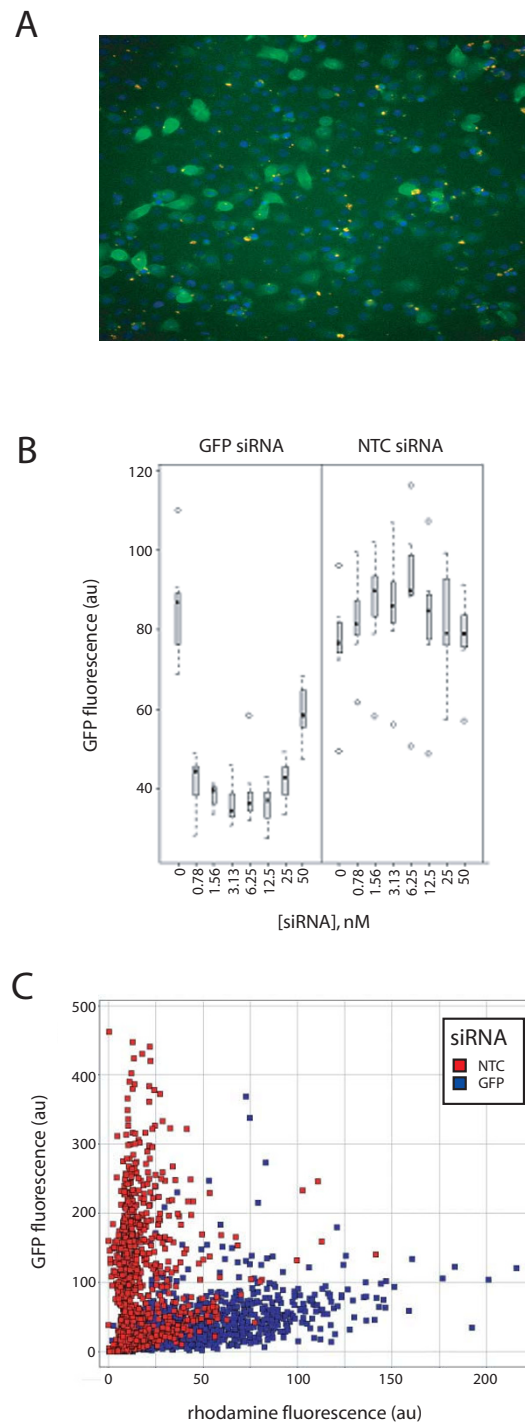 A
B
GFP siRNA NTC siRNA
120
100
80
60
40
GFP fluorescence (au)
0 0.78 1.56 3.13 6.25 12.5 25 50 0 0.78 1.56 3.13 6.25 12.5 25 50
[siRNA], nM
C
500
400
300
200
100
0
GFP fluorescence (au)
siRNA
NTC
GFP
0 50 100 150 200
rhodamine fluorescence (au)